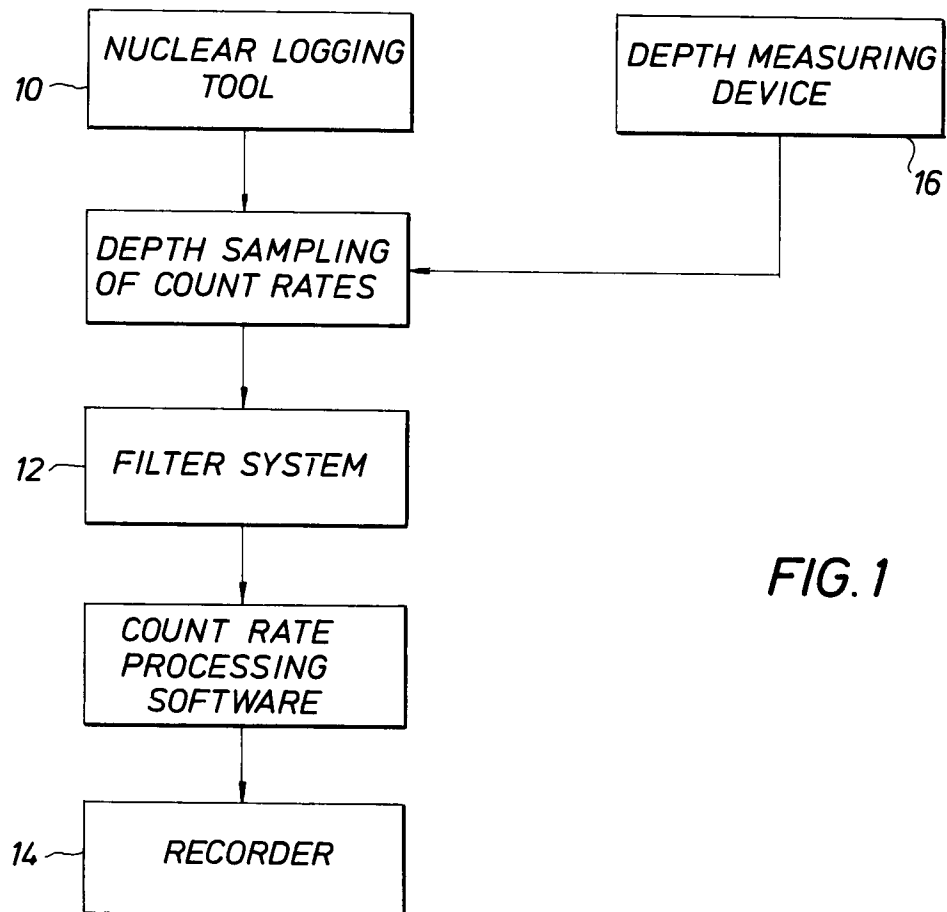 NUCLEAR LOGGING
TOOL
10
DEPTH MEASURING
DEVICE
16
DEPTH SAMPLING
OF COUNT RATES
12
FILTER SYSTEM
FIG. 1
COUNT RATE
PROCESSING
SOFTWARE
14
RECORDER